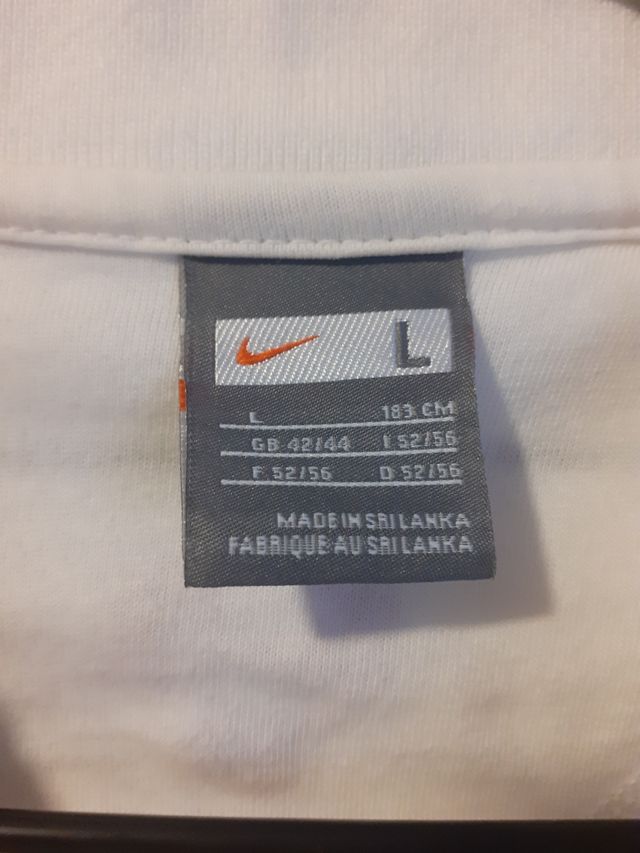 L
L 183 CM
GB 42/44 I 52/56
F 52/56 D 52/56
MADE IN SRI LANKA
FABRIQUE AU SRI LANKA